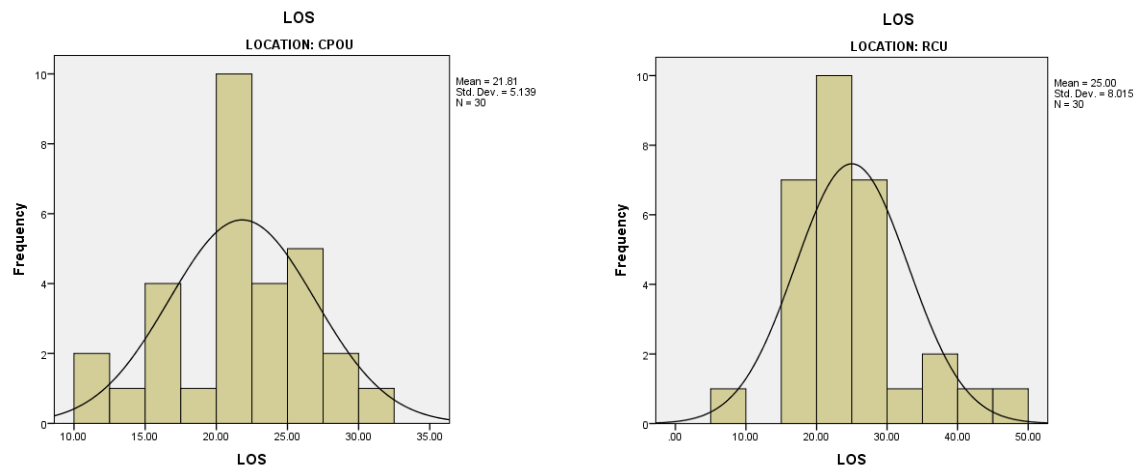 LOS
LOCATION: CPOU
Mean = 21.81
Std. Dev. = 5.139
N = 30
10
8
6
4
2
0
Frequency
10.00 15.00 20.00 25.00 30.00 35.00
LOS
LOS
LOCATION: RCU
Mean = 25.00
Std. Dev. = 8.015
N = 30
10
8
6
4
2
0
Frequency
.00 10.00 20.00 30.00 40.00 50.00
LOS